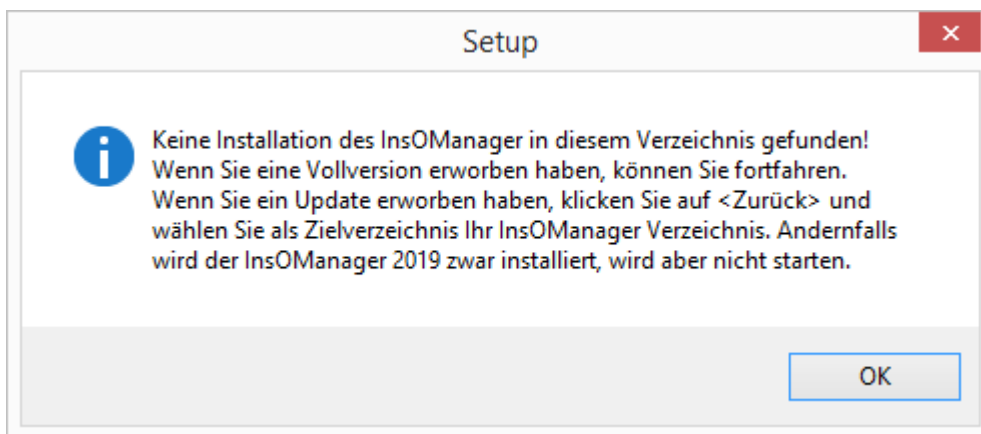 Setup
Keine Installation des InsOManager in diesem Verzeichnis gefunden!
Wenn Sie eine Vollversion erworben haben, können Sie fortfahren.
Wenn Sie ein Update erworben haben, klicken Sie auf <Zurück> und
wählen Sie als Zielverzeichnis Ihr InsOManager Verzeichnis. Andernfalls
wird der InsOManager 2019 zwar installiert, wird aber nicht starten.
OK